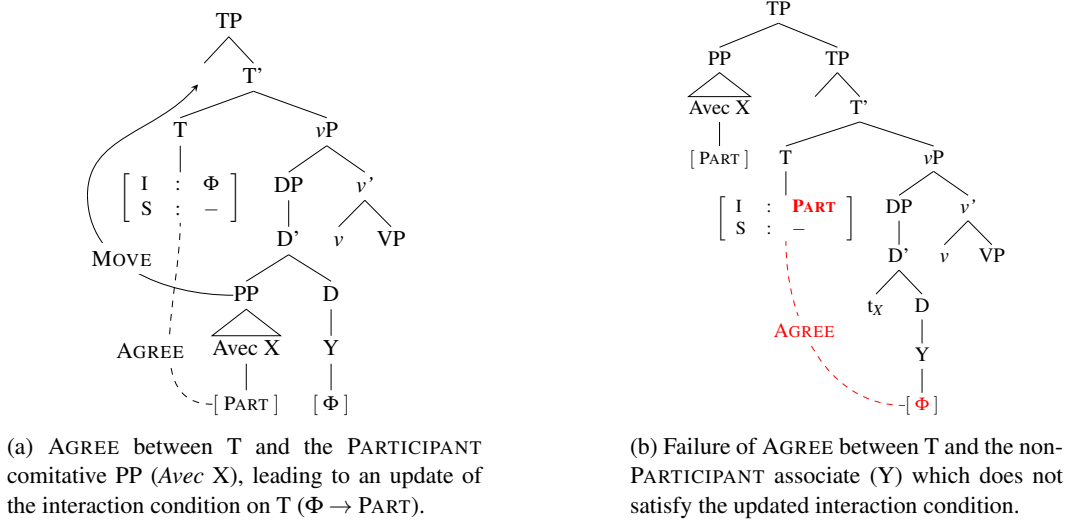 TP
T'
T
vP
[ I : Φ
S : – ]
DP
v'
D'
v
VP
MOVE
PP
D
AGREE
Avec X
Y
[ PART ]
[ Φ ]
(a) AGREE between T and the PARTICIPANT
comitative PP (Avec X), leading to an update of
the interaction condition on T (Φ → PART).
TP
PP
TP
Avec X
T'
[ PART ]
T
vP
[ I : PART
S : – ]
DP
v'
D'
v
VP
tX
D
AGREE
Y
[ Φ ]
(b) Failure of AGREE between T and the non-
PARTICIPANT associate (Y) which does not
satisfy the updated interaction condition.